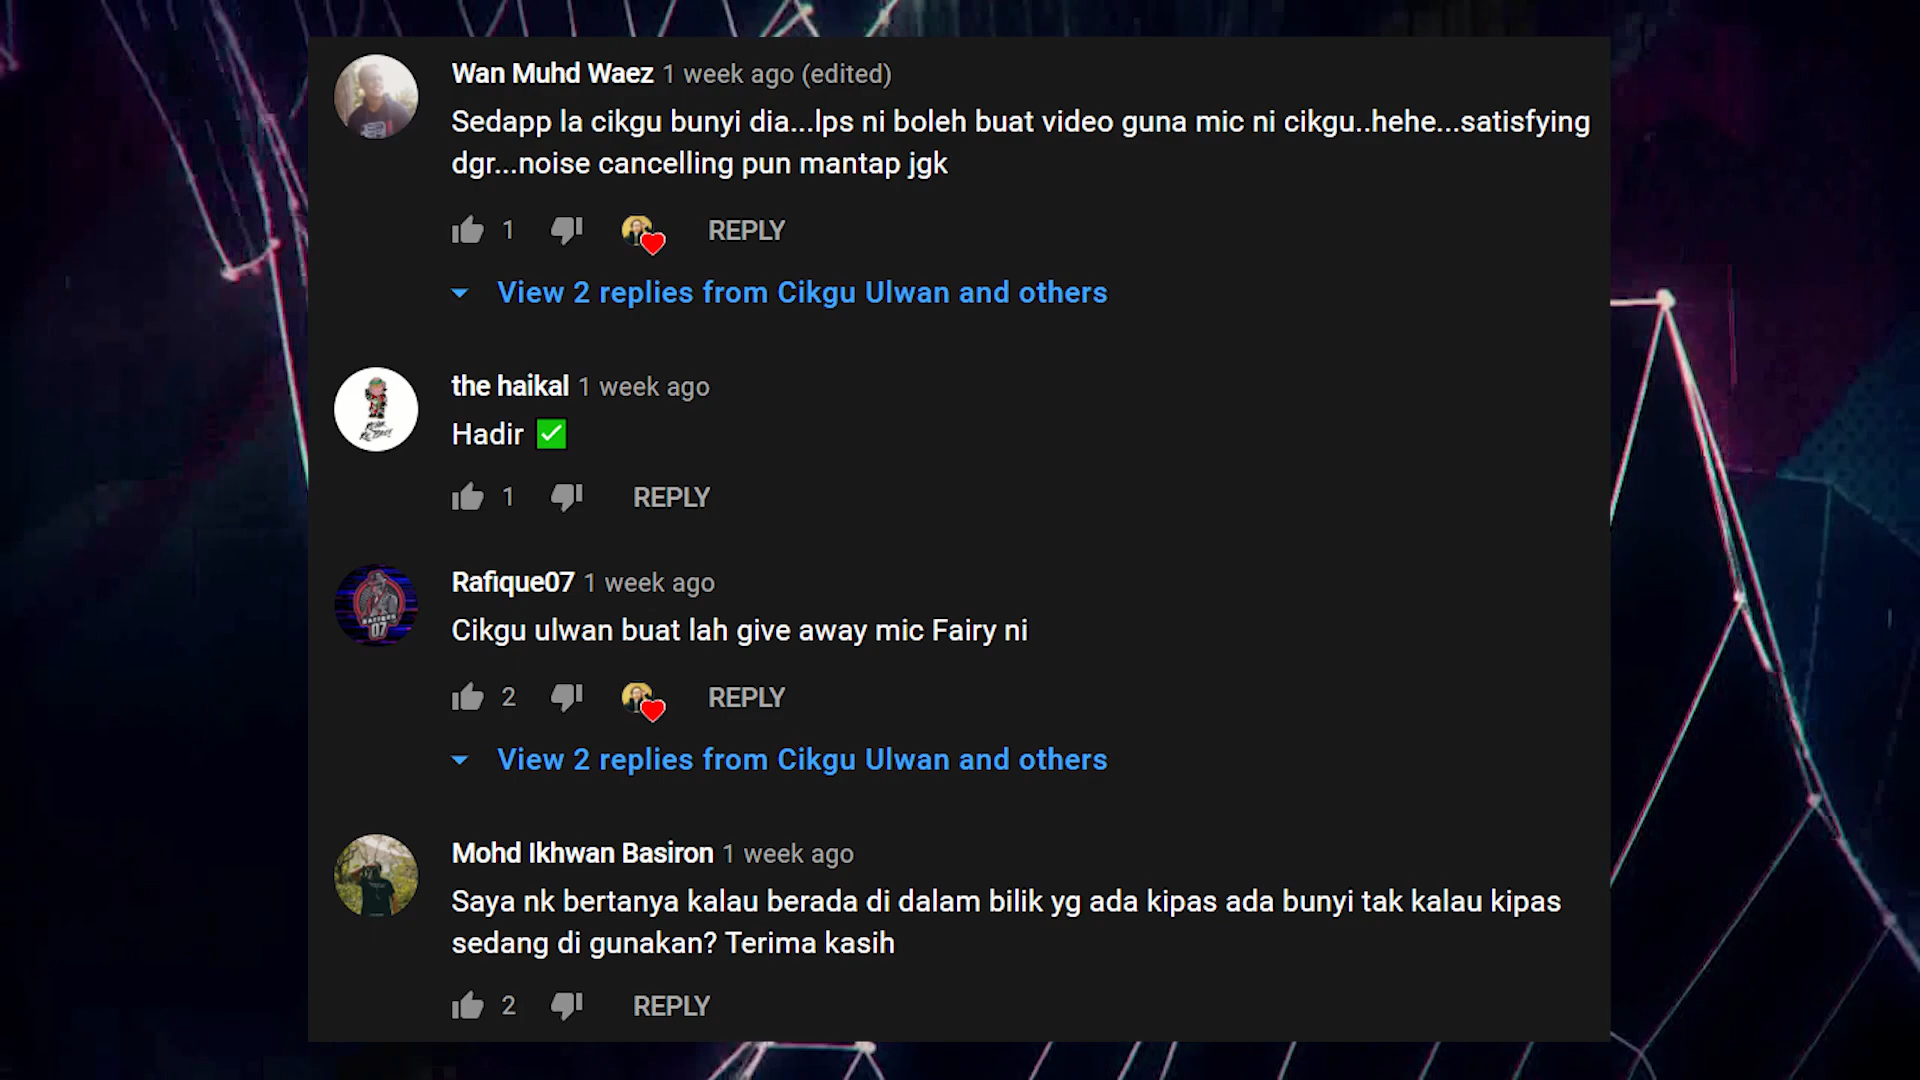 Wan Muhd Waez 1 week ago (edited)
Sedapp la cikgu bunyi dia...lps ni boleh buat video guna mic ni cikgu..hehe...satisfying
dgr...noise cancelling pun mantap jgk
1 REPLY
View 2 replies from Cikgu Ulwan and others
the haikal 1 week ago
Hadir ✅
1 REPLY
Rafique07 1 week ago
Cikgu ulwan buat lah give away mic Fairy ni
2 REPLY
View 2 replies from Cikgu Ulwan and others
Mohd Ikhwan Basiron 1 week ago
Saya nk bertanya kalau berada di dalam bilik yg ada kipas ada bunyi tak kalau kipas
sedang di gunakan? Terima kasih
2 REPLY